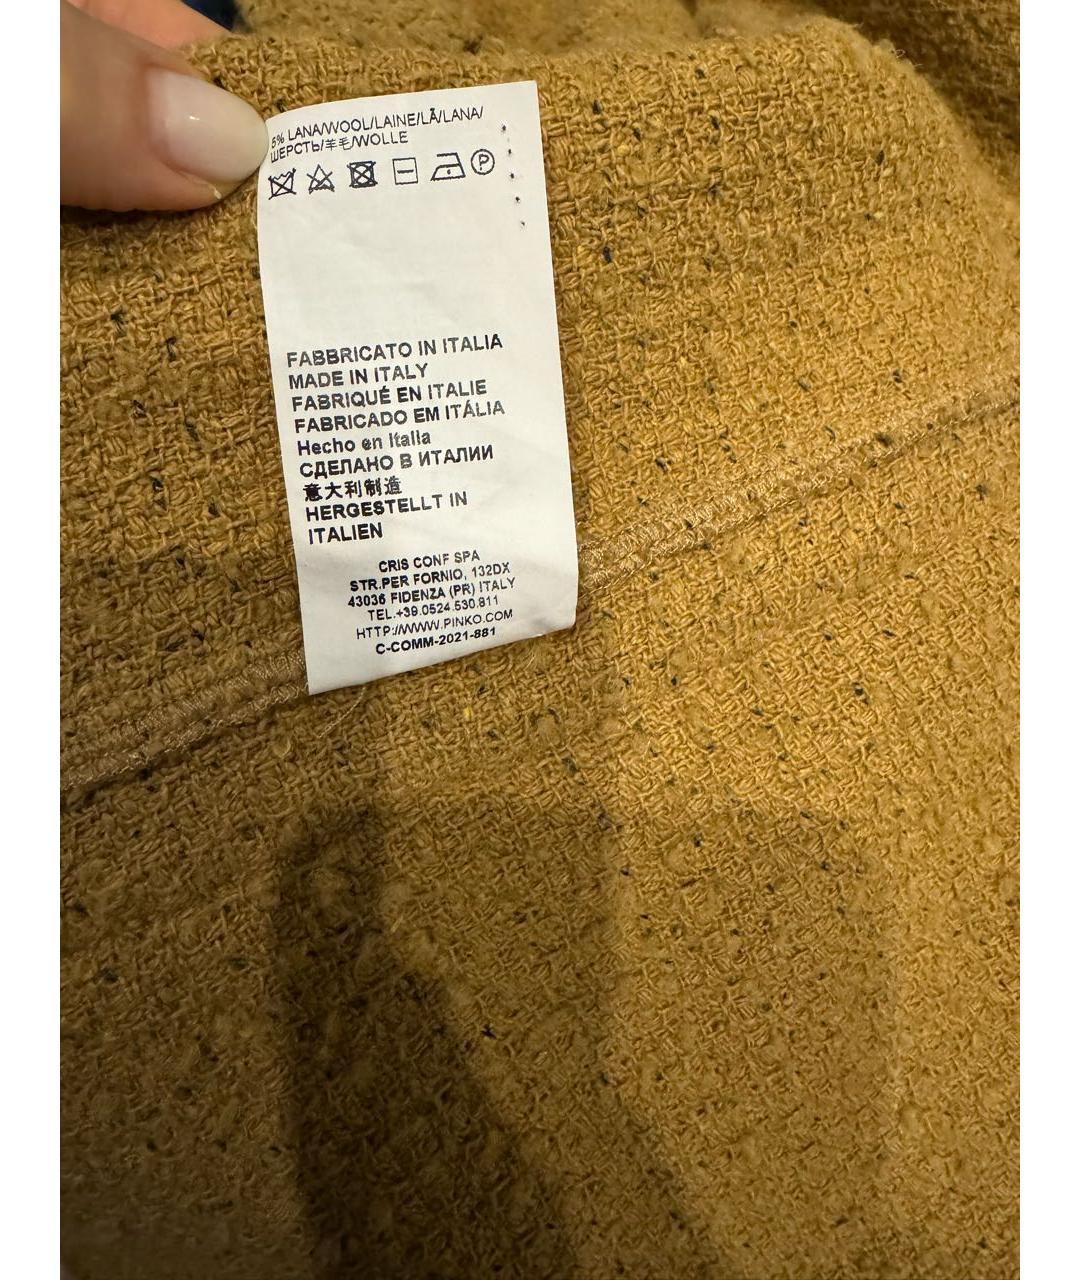 5% LANA/WOOL/LAINE/LÃ/LANA/
ШЕРСТЬ/羊毛/WOLLE
P
FABBRICATO IN ITALIA
MADE IN ITALY
FABRIQUÉ EN ITALIE
FABRICADO EM ITÁLIA
Hecho en Italia
СДЕЛАНО В ИТАЛИИ
意大利制造
HERGESTELLT IN
ITALIEN
CRIS CONF SPA
STR.PER FORNIO, 132DX
43036 FIDENZA (PR) ITALY
TEL.+39.0524.530.811
HTTP://WWW.PINKO.COM
C-COMM-2021-881